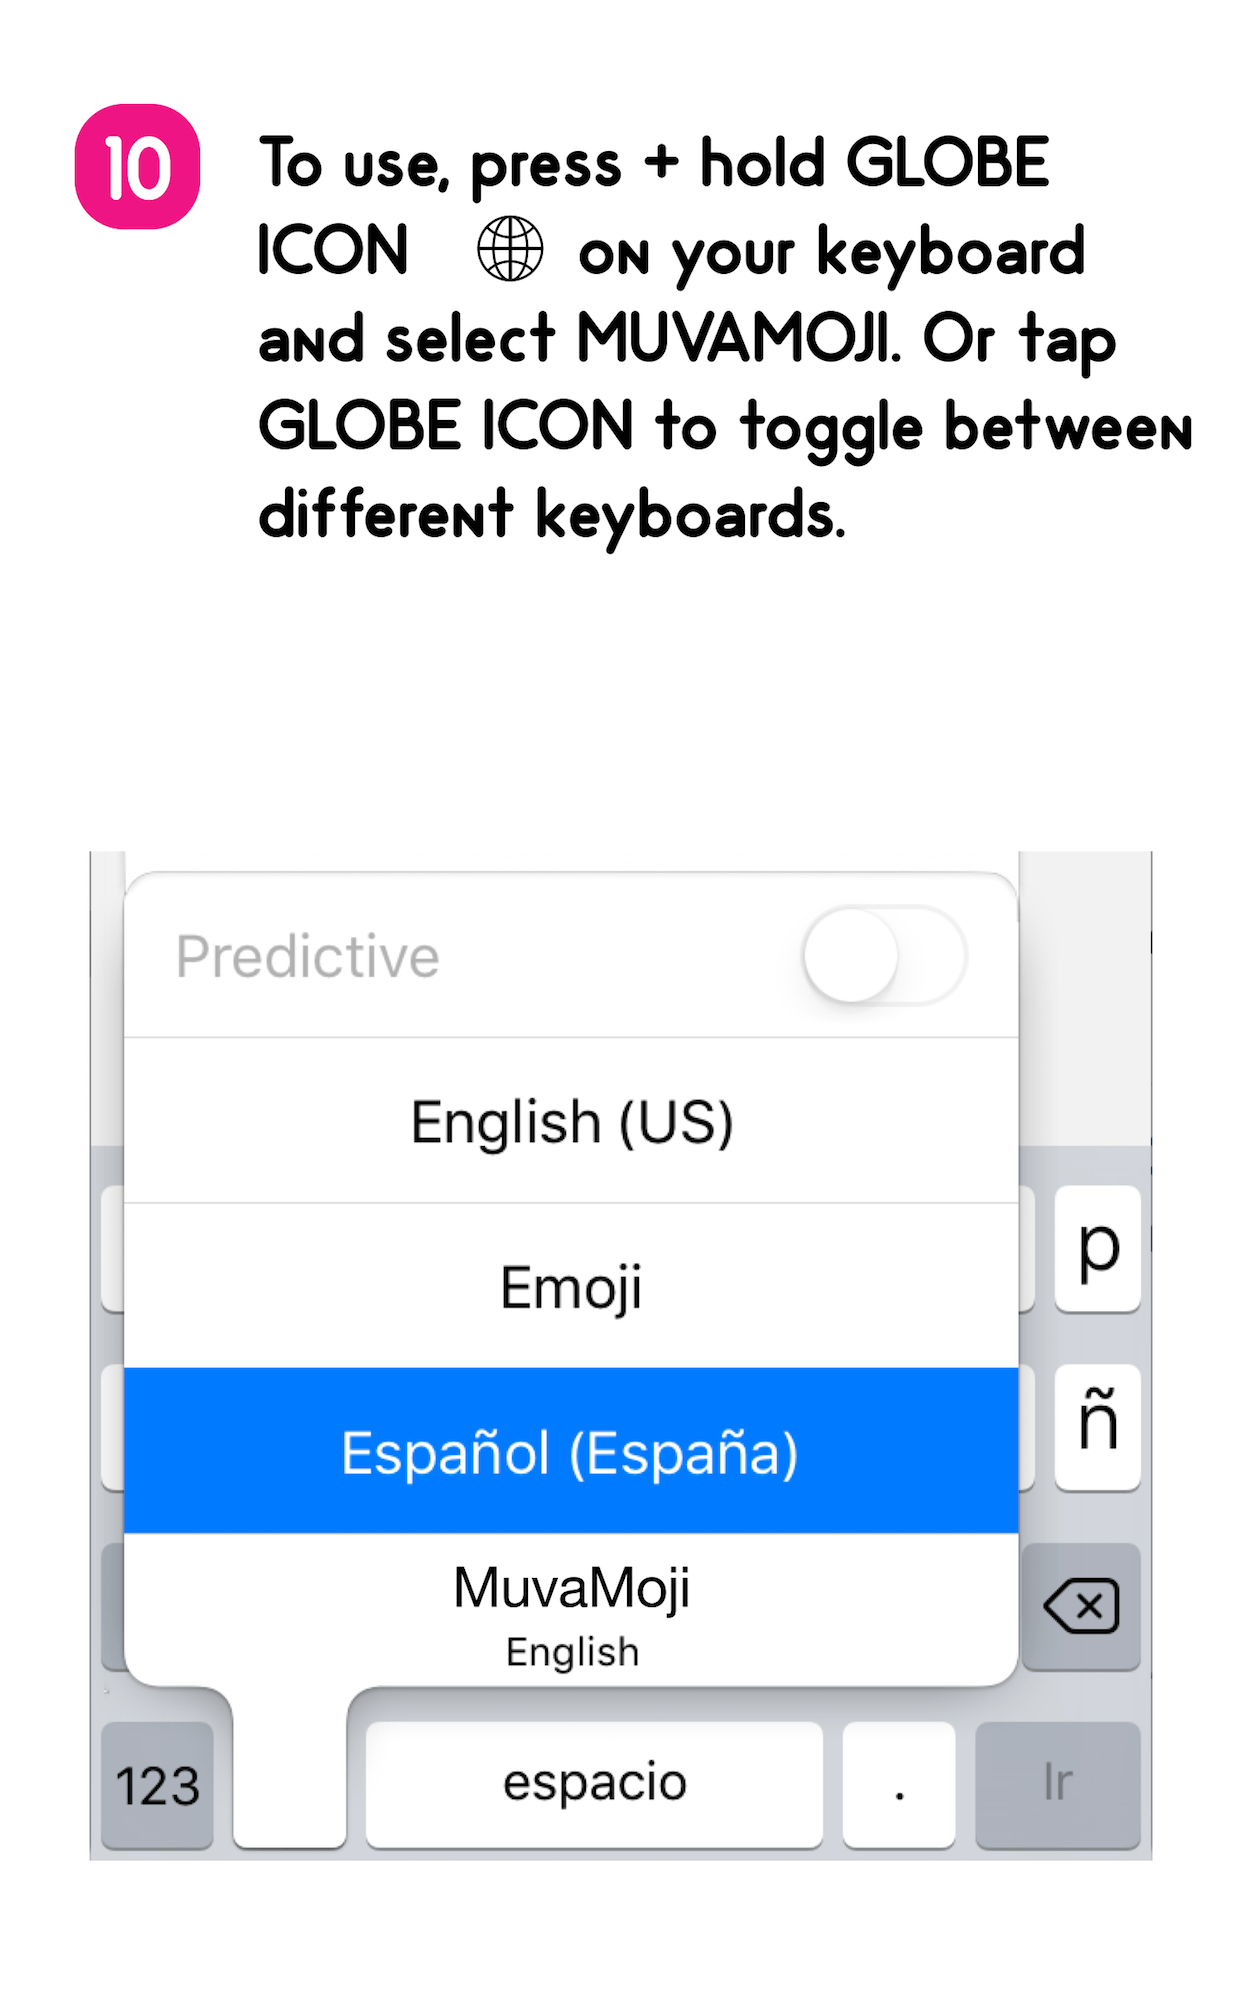 10
To use, press + hold GLOBE
ICON on your keyboard
and select MUVAMOJI. Or tap
GLOBE ICON to toggle between
different keyboards.
Predictive
English (US)
Emoji
Español (España)
MuvaMoji
English
p
ñ
123 espacio . Ir